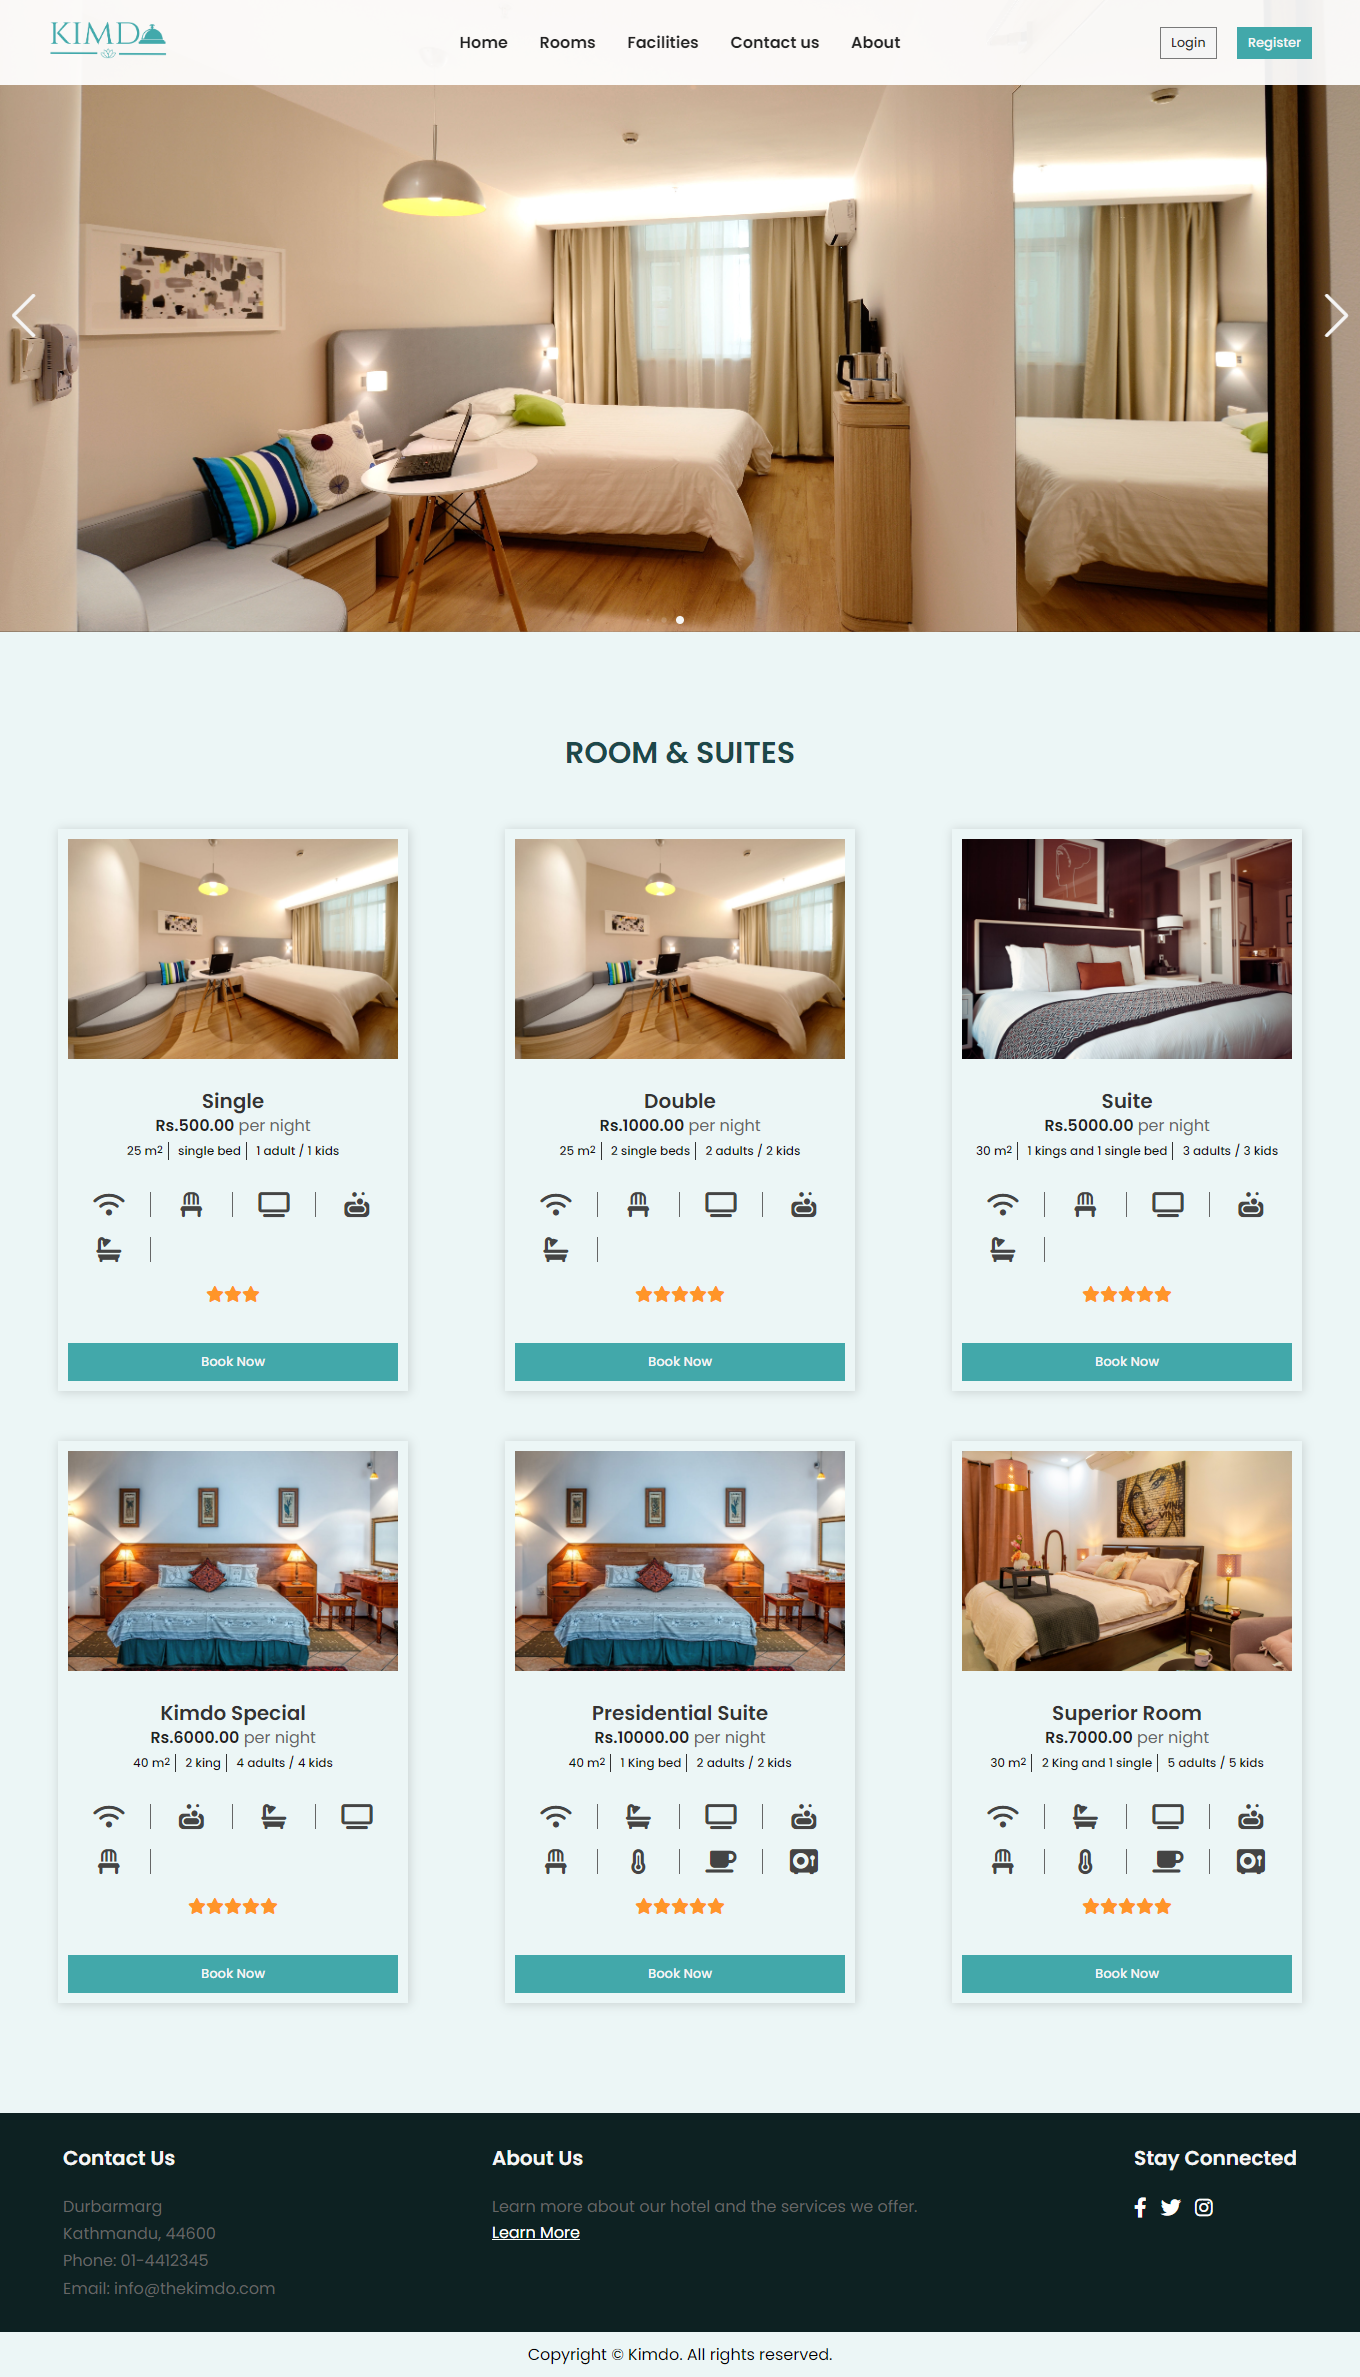 KIMDO
Home Rooms Facilities Contact us About
Login Register
ROOM & SUITES
Single
Rs.500.00 per night
25 m2 single bed 1 adult / 1 kids
Book Now
Double
Rs.1000.00 per night
25 m2 2 single beds 2 adults / 2 kids
Book Now
Suite
Rs.5000.00 per night
30 m2 1 kings and 1 single bed 3 adults / 3 kids
Book Now
Kimdo Special
Rs.6000.00 per night
40 m2 2 king 4 adults / 4 kids
Book Now
Presidential Suite
Rs.10000.00 per night
40 m2 1 King bed 2 adults / 2 kids
Book Now
Superior Room
Rs.7000.00 per night
30 m2 2 King and 1 single 5 adults / 5 kids
Book Now
Contact Us
Durbarmarg
Kathmandu, 44600
Phone: 01-4412345
Email: info@thekimdo.com
About Us
Learn more about our hotel and the services we offer.
Learn More
Stay Connected
Copyright © Kimdo. All rights reserved.